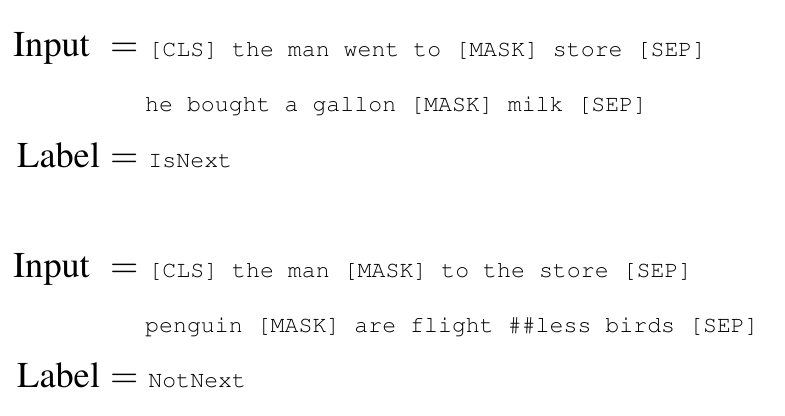 Input = [CLS] the man went to [MASK] store [SEP]
he bought a gallon [MASK] milk [SEP]
Label = IsNext
Input = [CLS] the man [MASK] to the store [SEP]
penguin [MASK] are flight ##less birds [SEP]
Label = NotNext